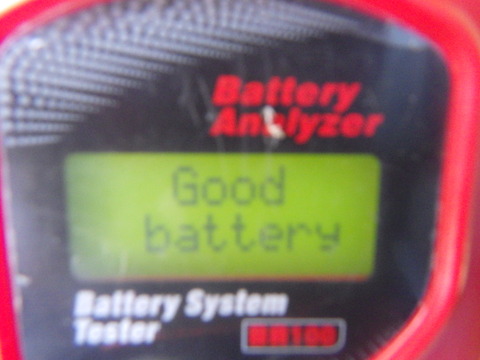 Battery
Analyzer
Good
battery
Battery System
Tester